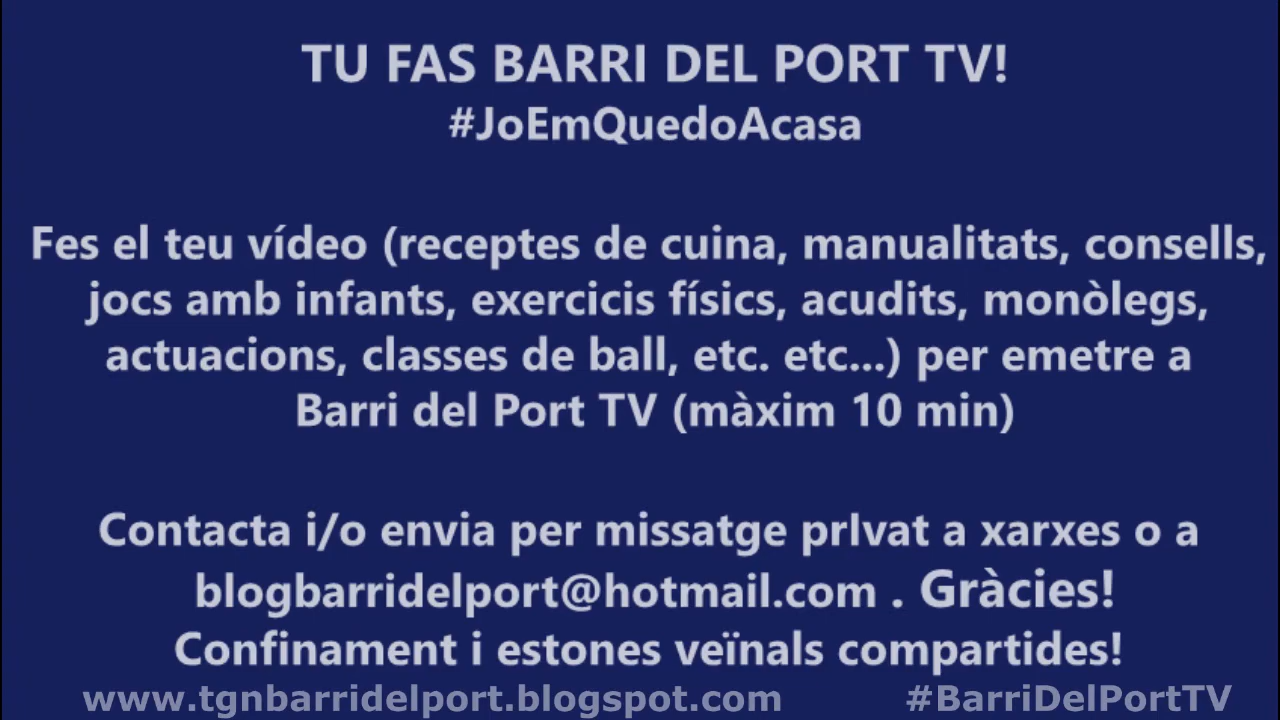 TU FAS BARRI DEL PORT TV!
#JoEmQuedoAcasa
Fes el teu vídeo (receptes de cuina, manualitats, consells,
jocs amb infants, exercicis físics, acudits, monòlegs,
actuacions, classes de ball, etc. etc...) per emetre a
Barri del Port TV (màxim 10 min)
Contacta i/o envia per missatge prIvat a xarxes o a
blogbarridelport@hotmail.com . Gràcies!
Confinament i estones veïnals compartides!
www.tgnbarridelport.blogspot.com #BarriDelPortTV